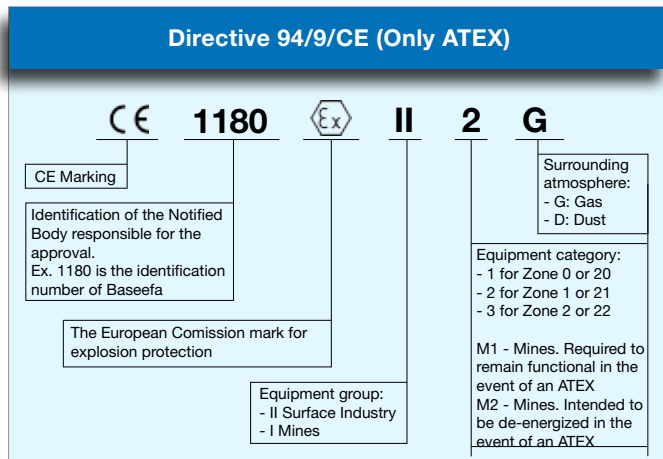 Directive 94/9/CE (Only ATEX)
CE 1180 Ex II 2 G
CE Marking
Identification of the Notified
Body responsible for the
approval.
Ex. 1180 is the identification
number of Baseefa
The European Comission mark for
explosion protection
Equipment group:
- II Surface Industry
- I Mines
Surrounding
atmosphere:
- G: Gas
- D: Dust
Equipment category:
- 1 for Zone 0 or 20
- 2 for Zone 1 or 21
- 3 for Zone 2 or 22
M1 - Mines. Required to
remain functional in the
event of an ATEX
M2 - Mines. Intended to
be de-energized in the
event of an ATEX